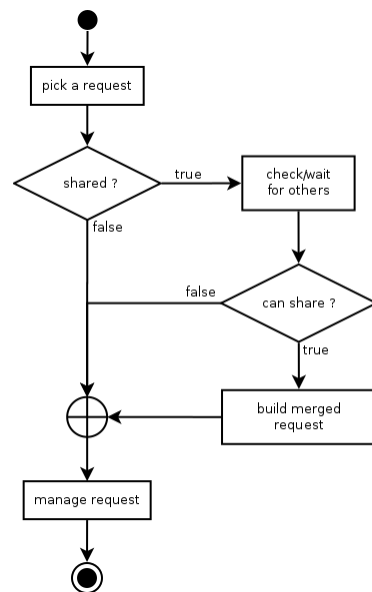 pick a request
shared ?
true
check/wait
for others
false
can share ?
false
true
build merged
request
manage request